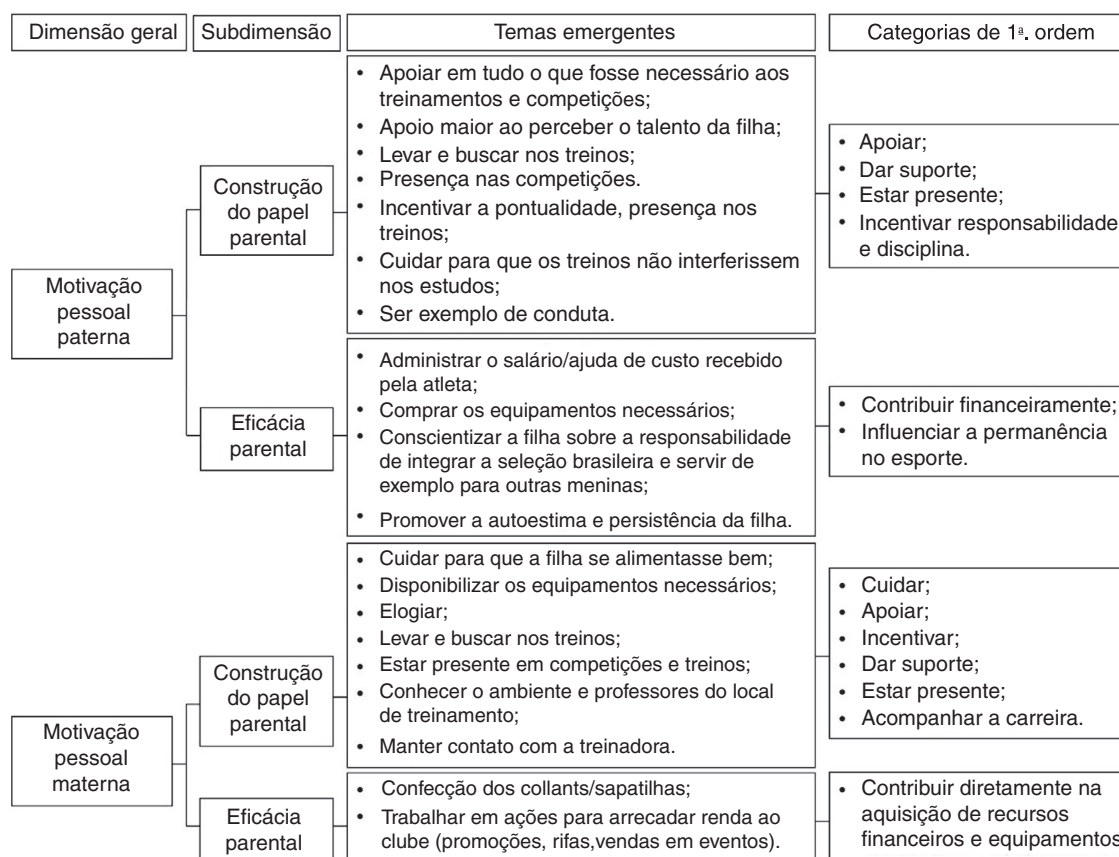 Dimensão geral
Subdimensão
Temas emergentes
Categorias de 1ª. ordem
Motivação
pessoal
paterna
Construção
do papel
parental
• Apoiar em tudo o que fosse necessário aos
treinamentos e competições;
• Apoio maior ao perceber o talento da filha;
• Levar e buscar nos treinos;
• Presença nas competições.
• Incentivar a pontualidade, presença nos
treinos;
• Cuidar para que os treinos não interferissem
nos estudos;
• Ser exemplo de conduta.
• Apoiar;
• Dar suporte;
• Estar presente;
• Incentivar responsabilidade
e disciplina.
Eficácia
parental
• Administrar o salário/ajuda de custo recebido
pela atleta;
• Comprar os equipamentos necessários;
• Conscientizar a filha sobre a responsabilidade
de integrar a seleção brasileira e servir de
exemplo para outras meninas;
• Promover a autoestima e persistência da filha.
• Contribuir financeiramente;
• Influenciar a permanência
no esporte.
Motivação
pessoal
materna
Construção
do papel
parental
• Cuidar para que a filha se alimentasse bem;
• Disponibilizar os equipamentos necessários;
• Elogiar;
• Levar e buscar nos treinos;
• Estar presente em competições e treinos;
• Conhecer o ambiente e professores do local
de treinamento;
• Manter contato com a treinadora.
• Cuidar;
• Apoiar;
• Incentivar;
• Dar suporte;
• Estar presente;
• Acompanhar a carreira.
Eficácia
parental
• Confecção dos collants/sapatilhas;
• Trabalhar em ações para arrecadar renda ao
clube (promoções, rifas,vendas em eventos).
• Contribuir diretamente na
aquisição de recursos
financeiros e equipamentos